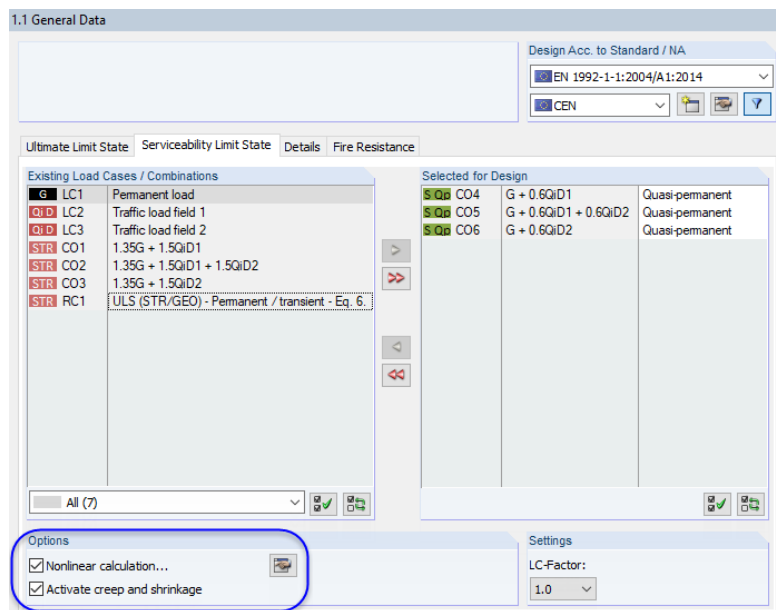 1.1 General Data
Design Acc. to Standard / NA
EN 1992-1-1:2004/A1:2014
CEN
Ultimate Limit State Serviceability Limit State Details Fire Resistance
Existing Load Cases / Combinations
G LC1 Permanent load
Qi D LC2 Traffic load field 1
Qi D LC3 Traffic load field 2
STR CO1 1.35G + 1.5QiD1
STR CO2 1.35G + 1.5QiD1 + 1.5QiD2
STR CO3 1.35G + 1.5QiD2
STR RC1 ULS (STR/GEO) - Permanent / transient - Eq. 6.
All (7)
Selected for Design
S Qp CO4 G + 0.6QiD1 Quasi-permanent
S Qp CO5 G + 0.6QiD1 + 0.6QiD2 Quasi-permanent
S Qp CO6 G + 0.6QiD2 Quasi-permanent
Options
Nonlinear calculation...
Activate creep and shrinkage
Settings
LC-Factor:
1.0